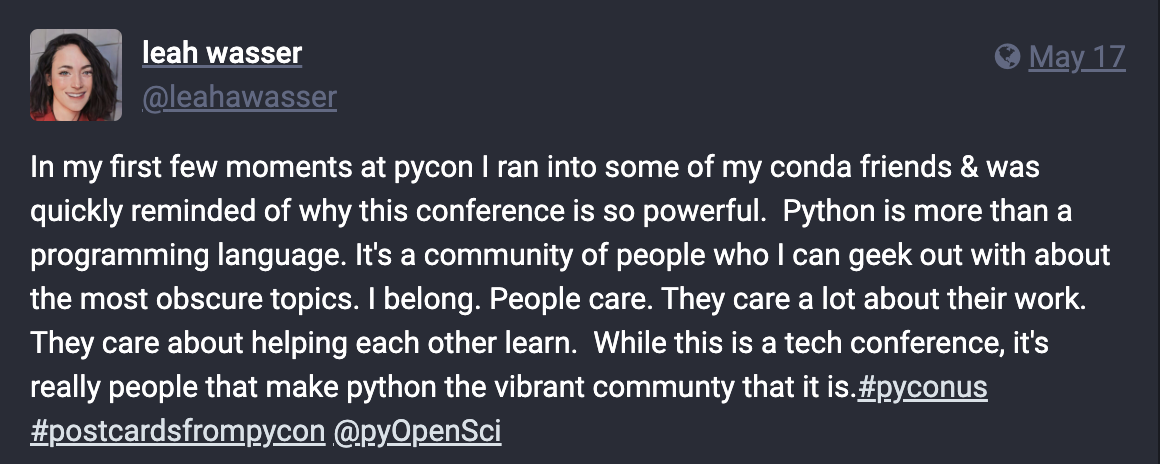 leah wasser
May 17
@leahawasser
In my first few moments at pycon I ran into some of my conda friends & was
quickly reminded of why this conference is so powerful.  Python is more than a
programming language. It's a community of people who I can geek out with about
the most obscure topics. I belong. People care. They care a lot about their work.
They care about helping each other learn.  While this is a tech conference, it's
really people that make python the vibrant communty that it is.#pyconus
#postcardsfrompycon @pyOpenSci